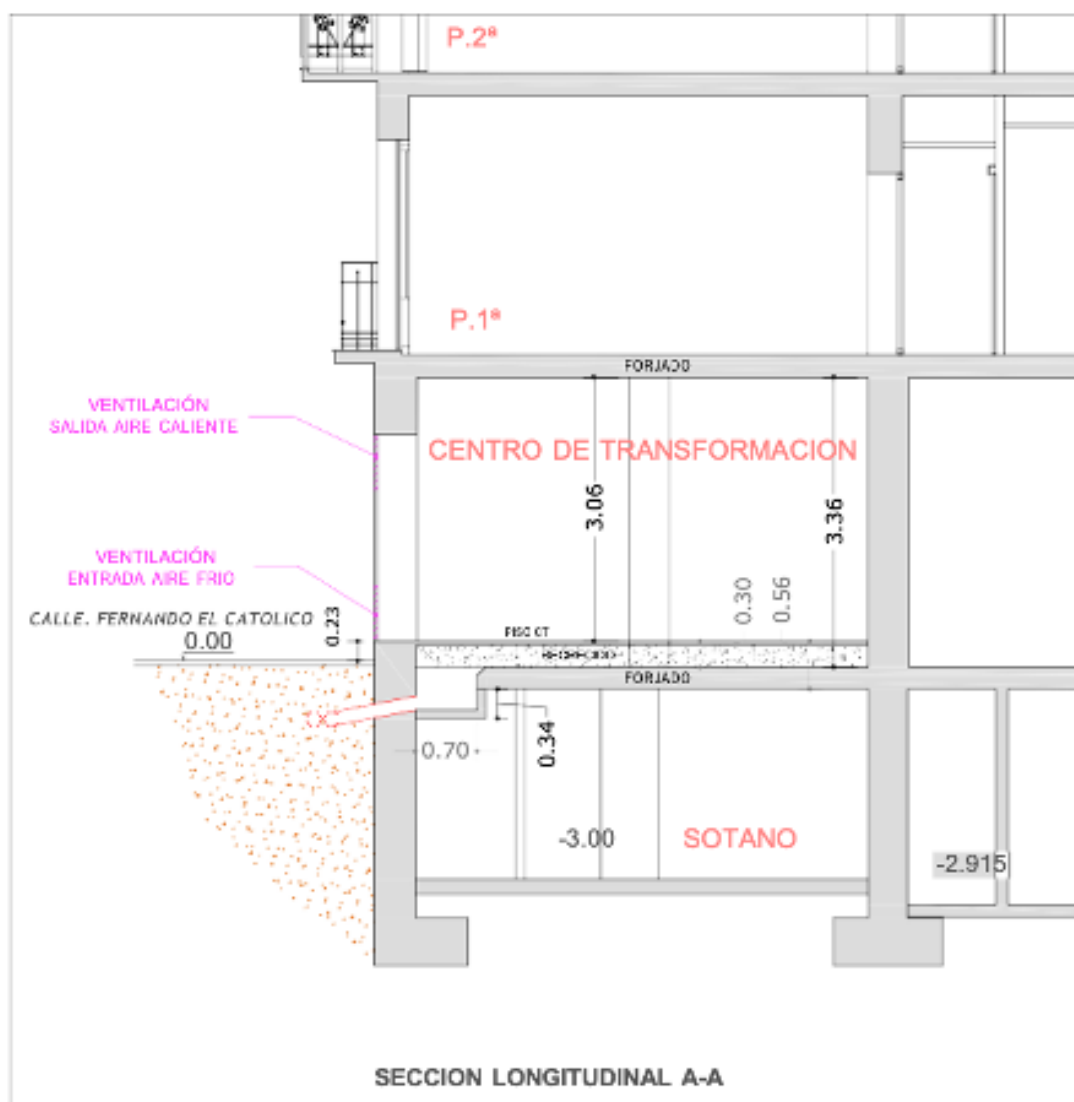 P.2ª
P.1ª
FORJADO
VENTILACIÓN
SALIDA AIRE CALIENTE
CENTRO DE TRANSFORMACION
3.06
3.36
VENTILACIÓN
ENTRADA AIRE FRIO
0.30
0.56
CALLE. FERNANDO EL CATOLICO
0.00
0.23
PISO CT
FORJADO
0.70
0.34
-3.00
SOTANO
-2.915
SECCION LONGITUDINAL A-A